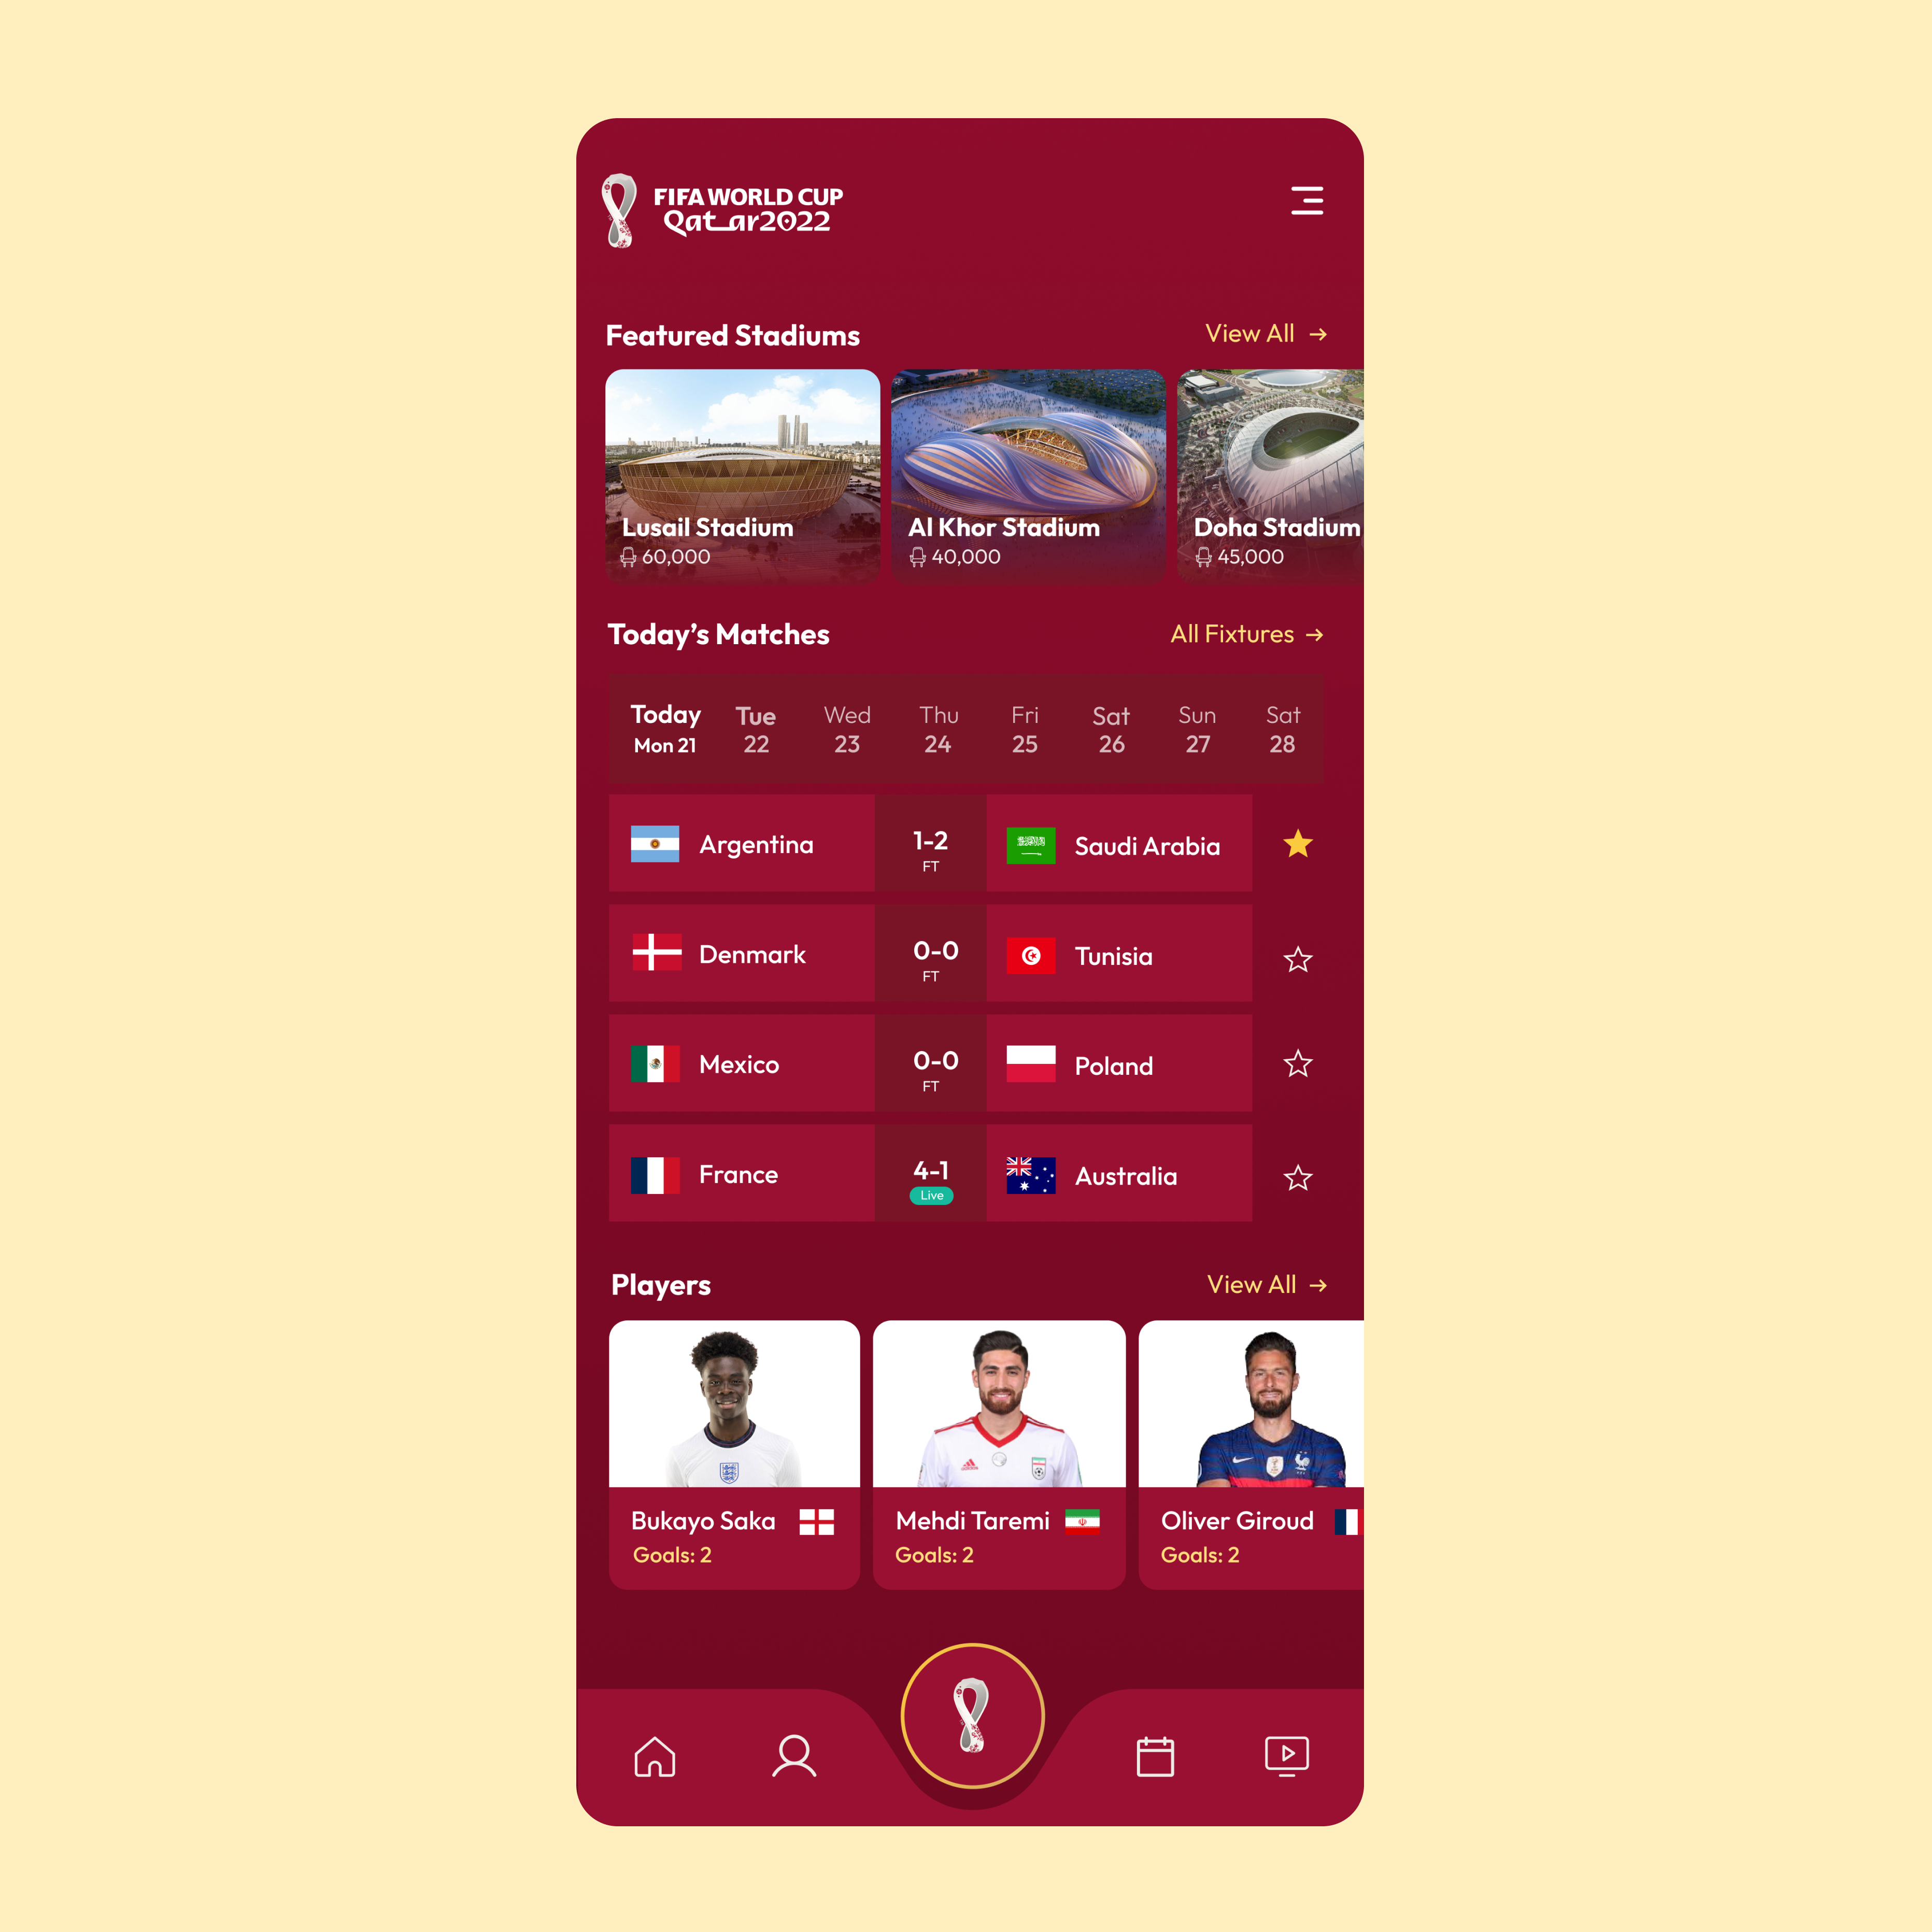 FIFA WORLD CUP
Qatar2022
Featured Stadiums
View All →
Lusail Stadium
60,000
Al Khor Stadium
40,000
Doha Stadium
45,000
Today's Matches
All Fixtures →
Today Tue Wed Thu Fri Sat Sun Sat
Mon 21 22 23 24 25 26 27 28
Argentina 1-2 Saudi Arabia
FT
Denmark 0-0 Tunisia
FT
Mexico 0-0 Poland
FT
France 4-1 Australia
Live
Players
View All →
Bukayo Saka
Goals: 2
Mehdi Taremi
Goals: 2
Oliver Giroud
Goals: 2